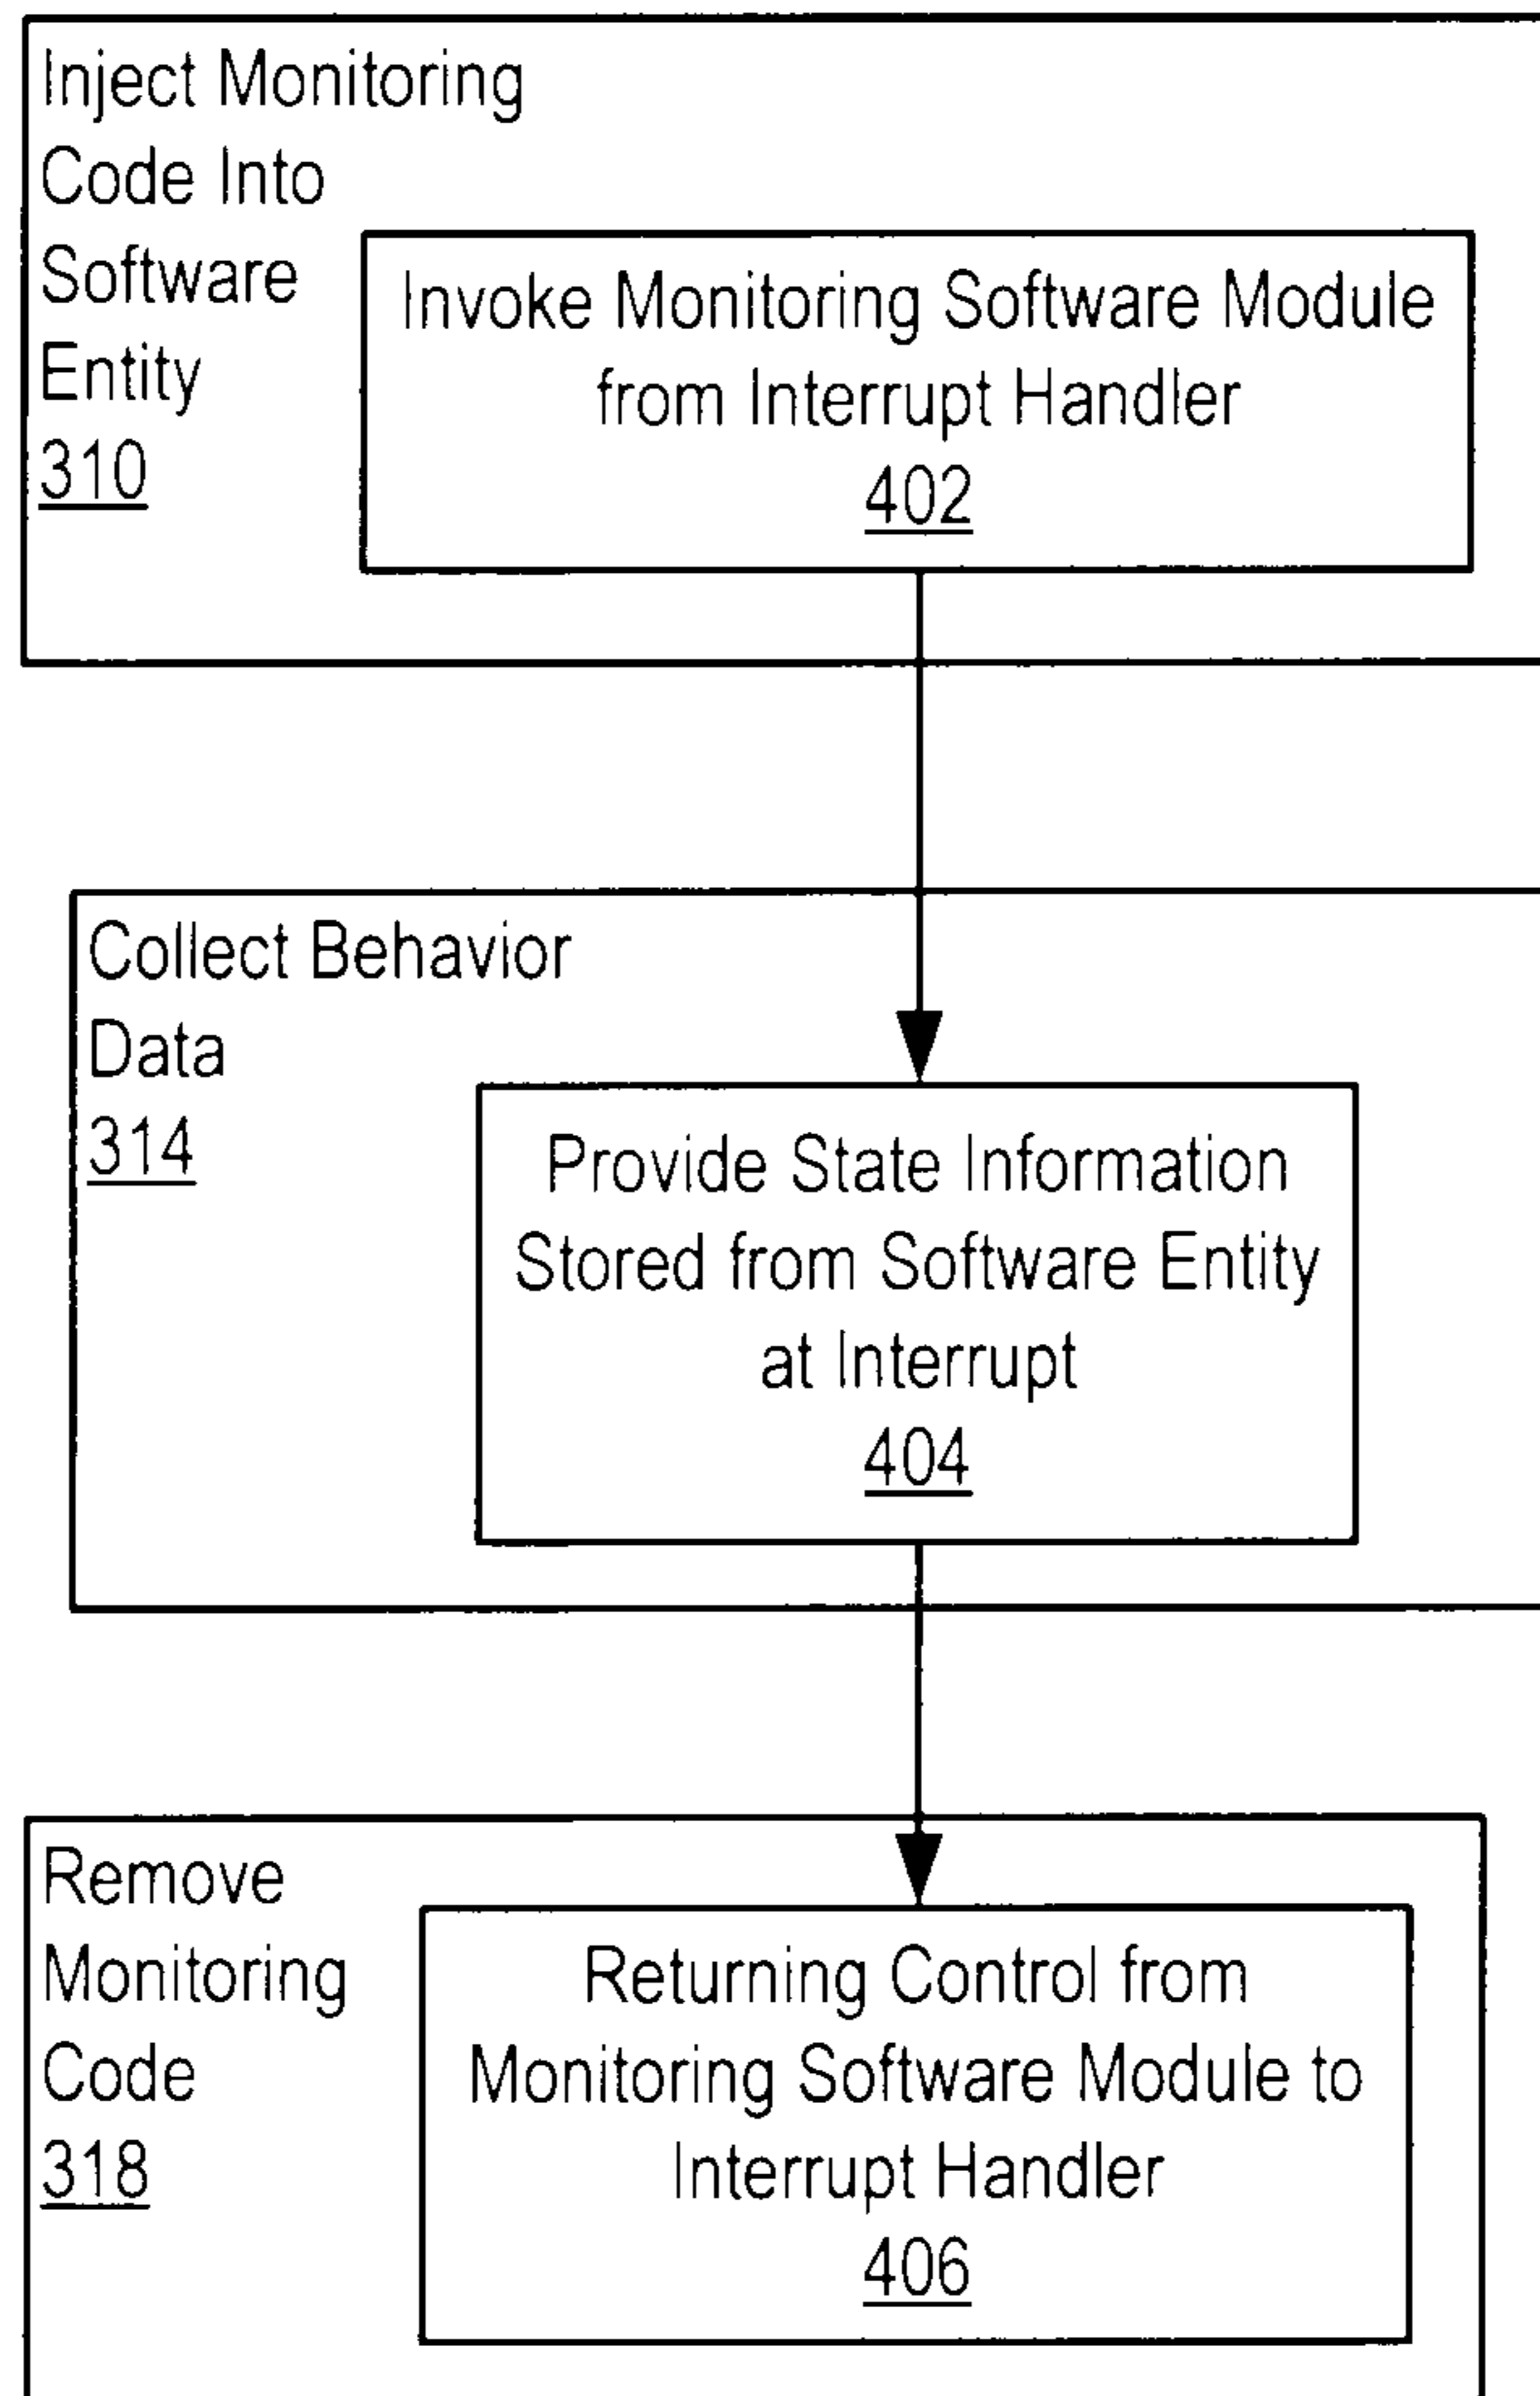 Inject Monitoring
Code Into
Software
Entity
310
Invoke Monitoring Software Module
from Interrupt Handler
402
Collect Behavior
Data
314
Provide State Information
Stored from Software Entity
at Interrupt
404
Remove
Monitoring
Code
318
Returning Control from
Monitoring Software Module to
Interrupt Handler
406